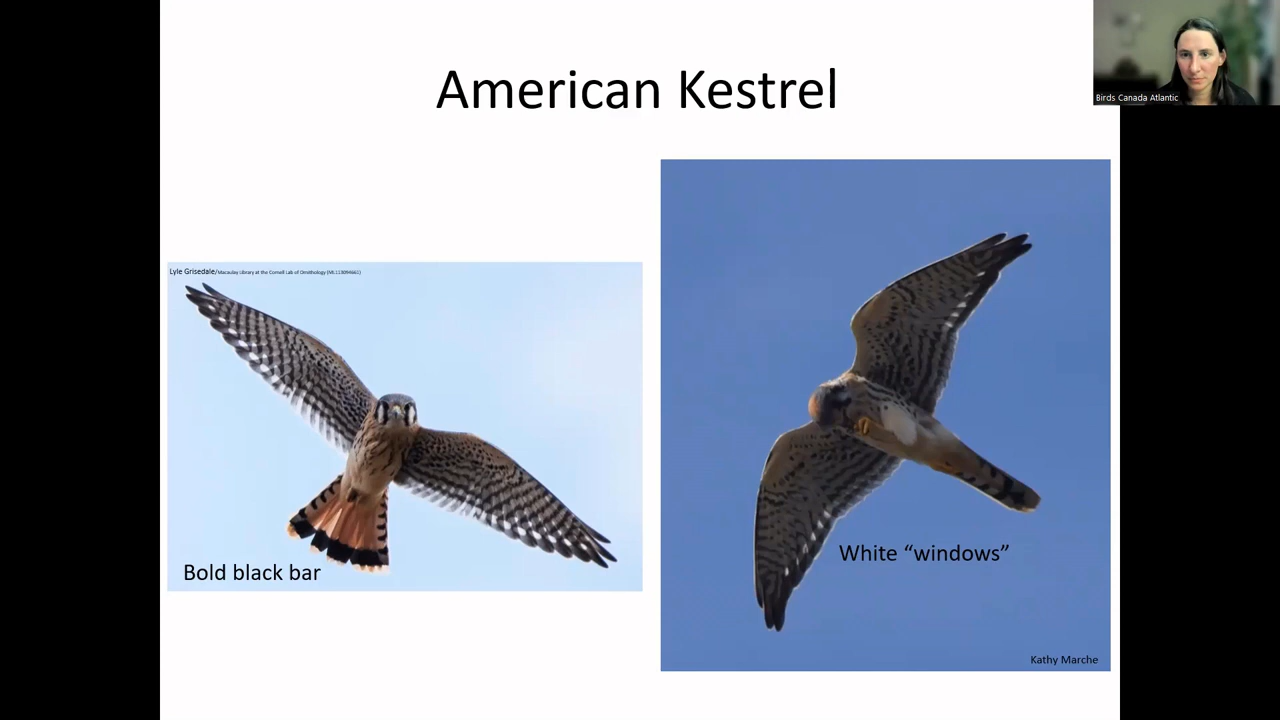 American Kestrel
Birds Canada Atlantic
Lyle Grisedale/Macaulay Library at the Cornell Lab of Ornithology
Bold black bar
White “windows”
Kathy Marche